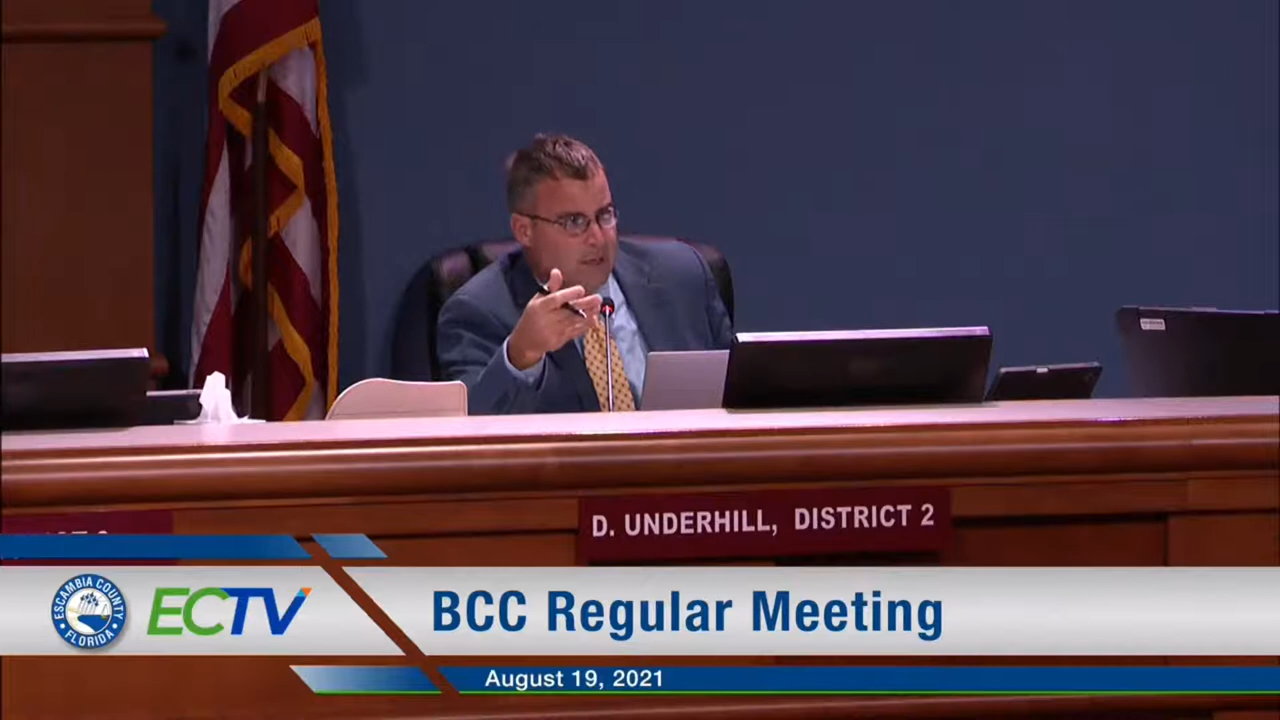 D. UNDERHILL, DISTRICT 2
ESCAMBIA COUNTY
FLORIDA
ECTV
BCC Regular Meeting
August 19, 2021